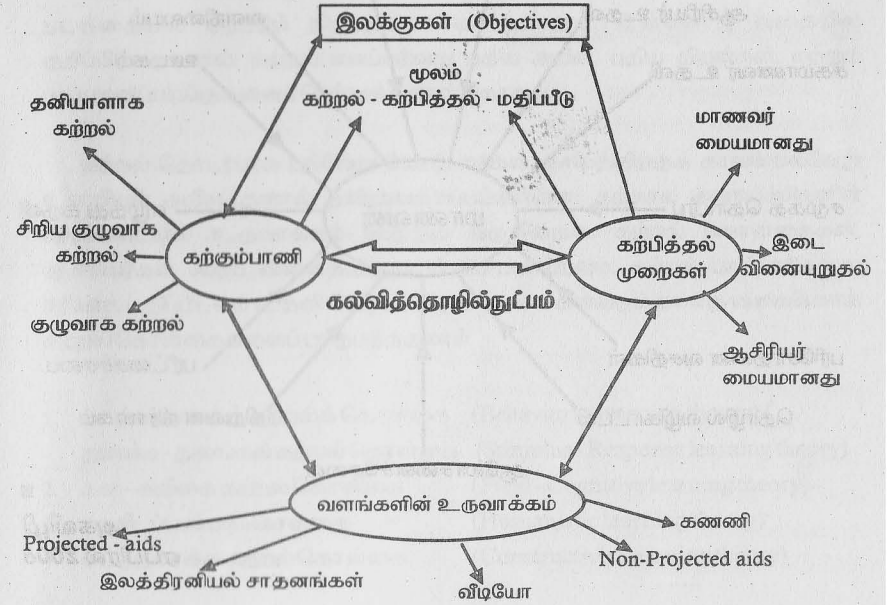 இலக்குகள் (Objectives)
மூலம்
கற்றல் - கற்பித்தல் - மதிப்பீடு
தனியாளாக
கற்றல்
மாணவர்
மையமானது
சிறிய குழுவாக
கற்றல்
கற்கும்பாணி
கற்பித்தல்
முறைகள்
இடை
வினையுறுதல்
கல்வித்தொழில்நுட்பம்
குழுவாக கற்றல்
ஆசிரியர்
மையமானது
வளங்களின் உருவாக்கம்
கணணி
Projected - aids
Non-Projected aids
இலத்திரனியல் சாதனங்கள்
வீடியோ